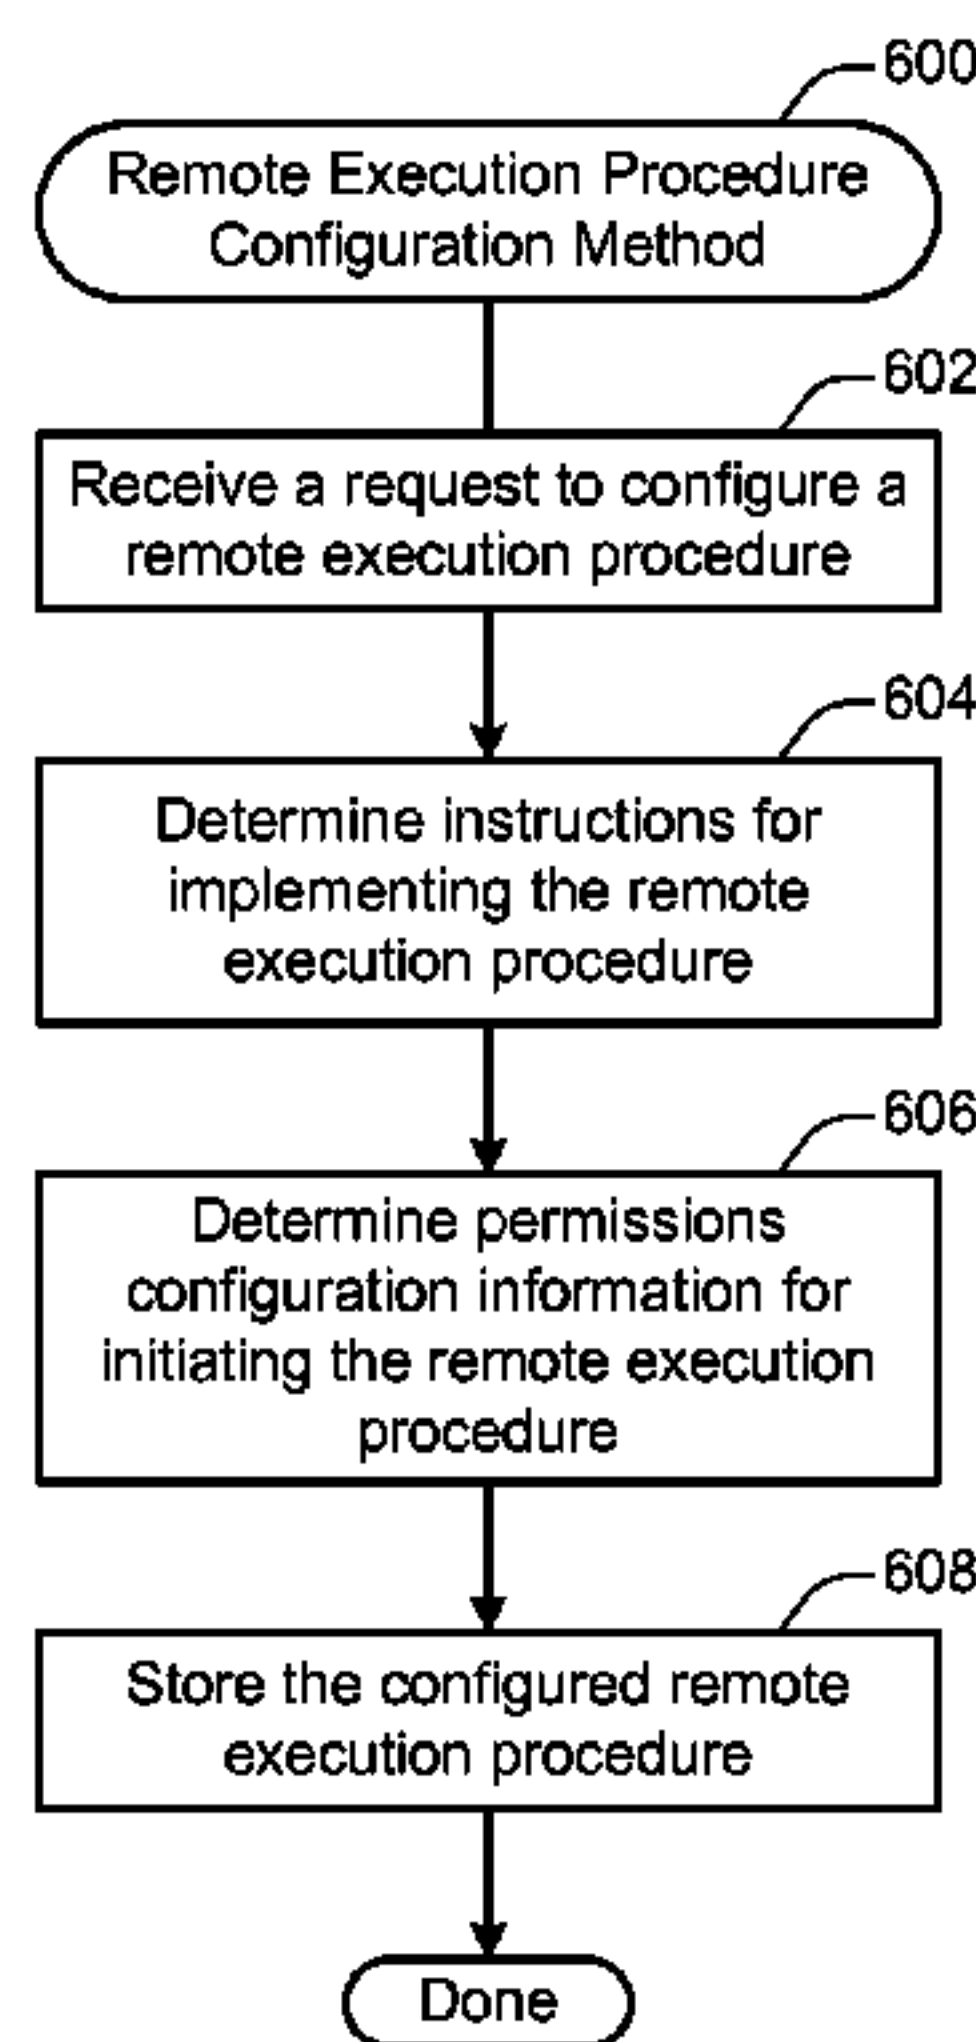 600
Remote Execution Procedure
Configuration Method
602
Receive a request to configure a
remote execution procedure
604
Determine instructions for
implementing the remote
execution procedure
606
Determine permissions
configuration information for
initiating the remote execution
procedure
608
Store the configured remote
execution procedure
Done